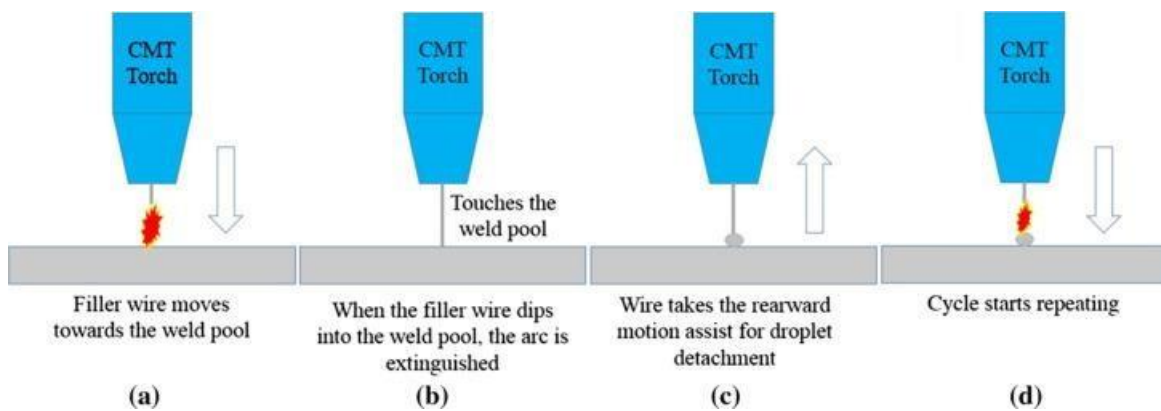 CMT
Torch
CMT
Torch
CMT
Torch
CMT
Torch
Touches the
weld pool
Filler wire moves
towards the weld pool
When the filler wire dips
into the weld pool, the arc is
extinguished
Wire takes the rearward
motion assist for droplet
detachment
Cycle starts repeating
(a)
(b)
(c)
(d)